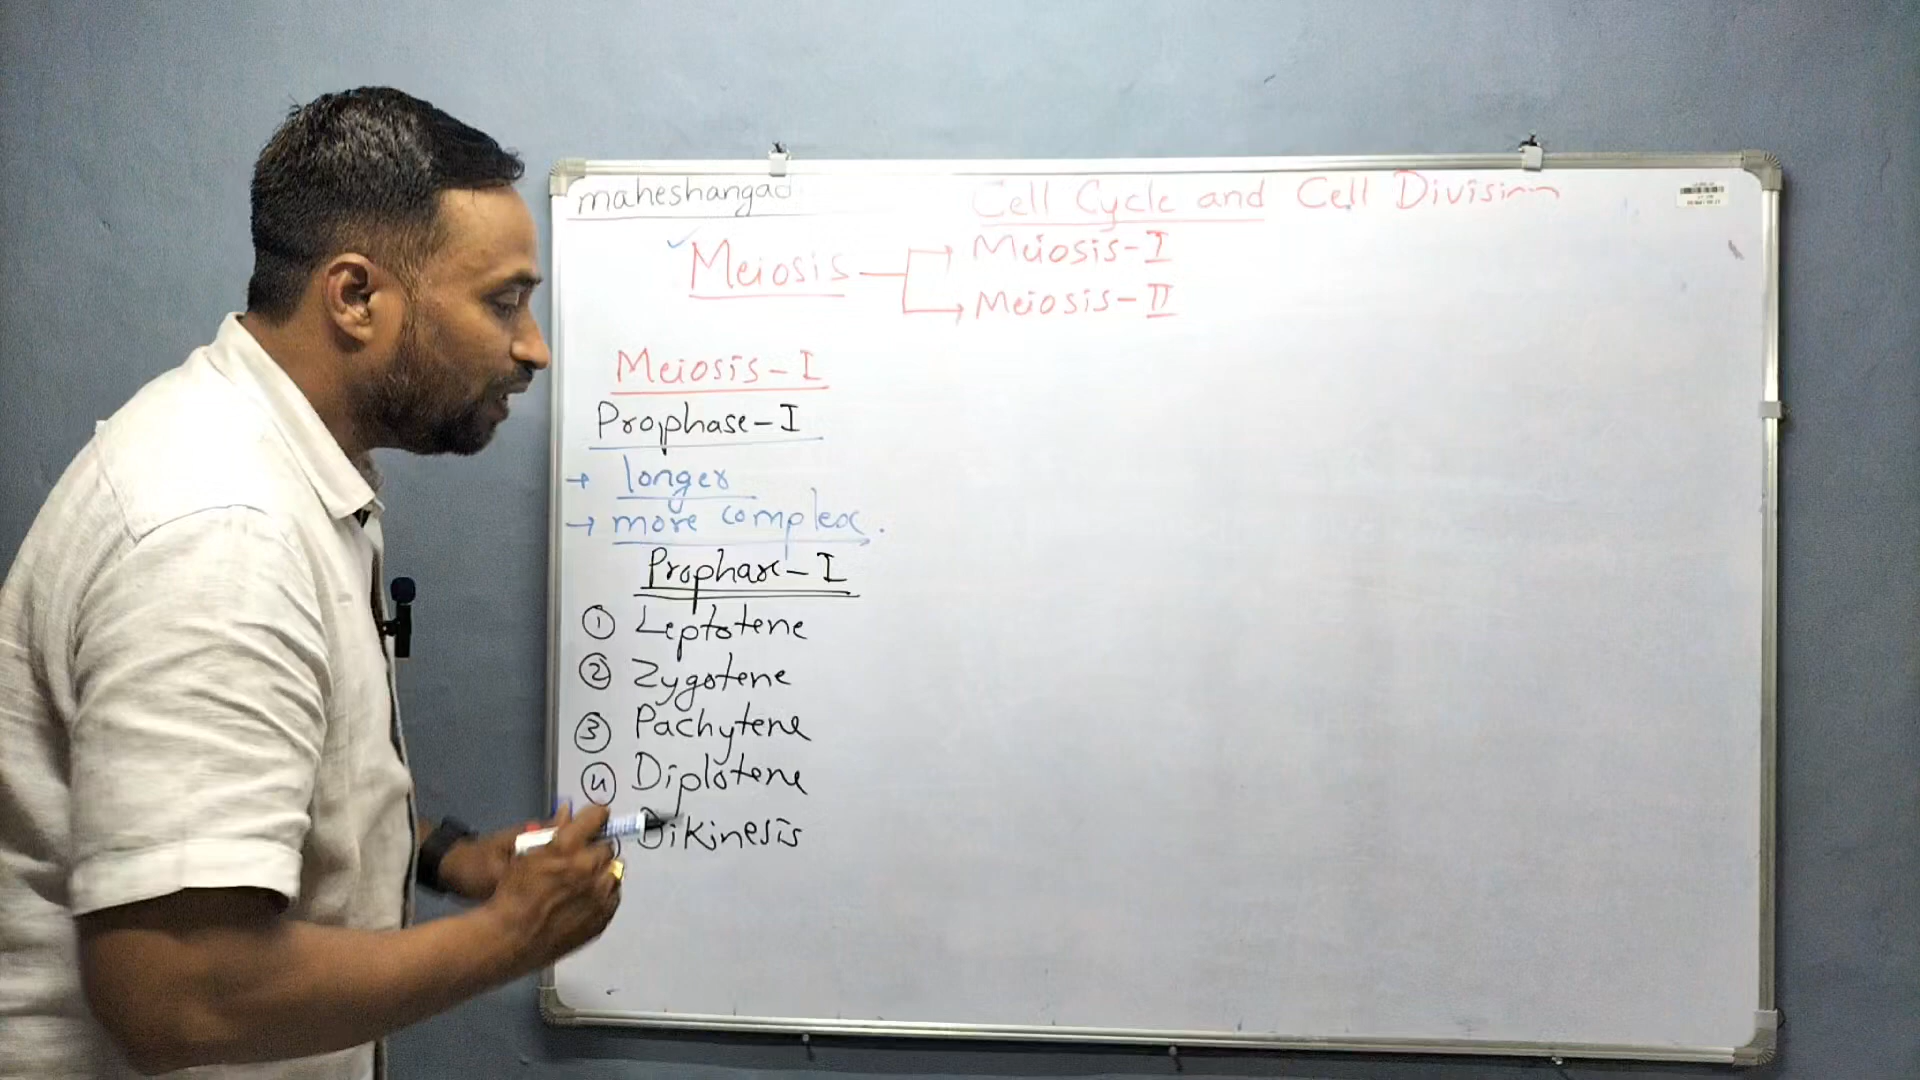 maheshangad
Cell Cycle and Cell Division
Meiosis
Meiosis-I
Meiosis-II
Meiosis-I
Prophase-I
→ longer
→ more complex.
Prophase-I
① Leptotene
② Zygotene
③ Pachytene
④ Diplotene
Dikinesis